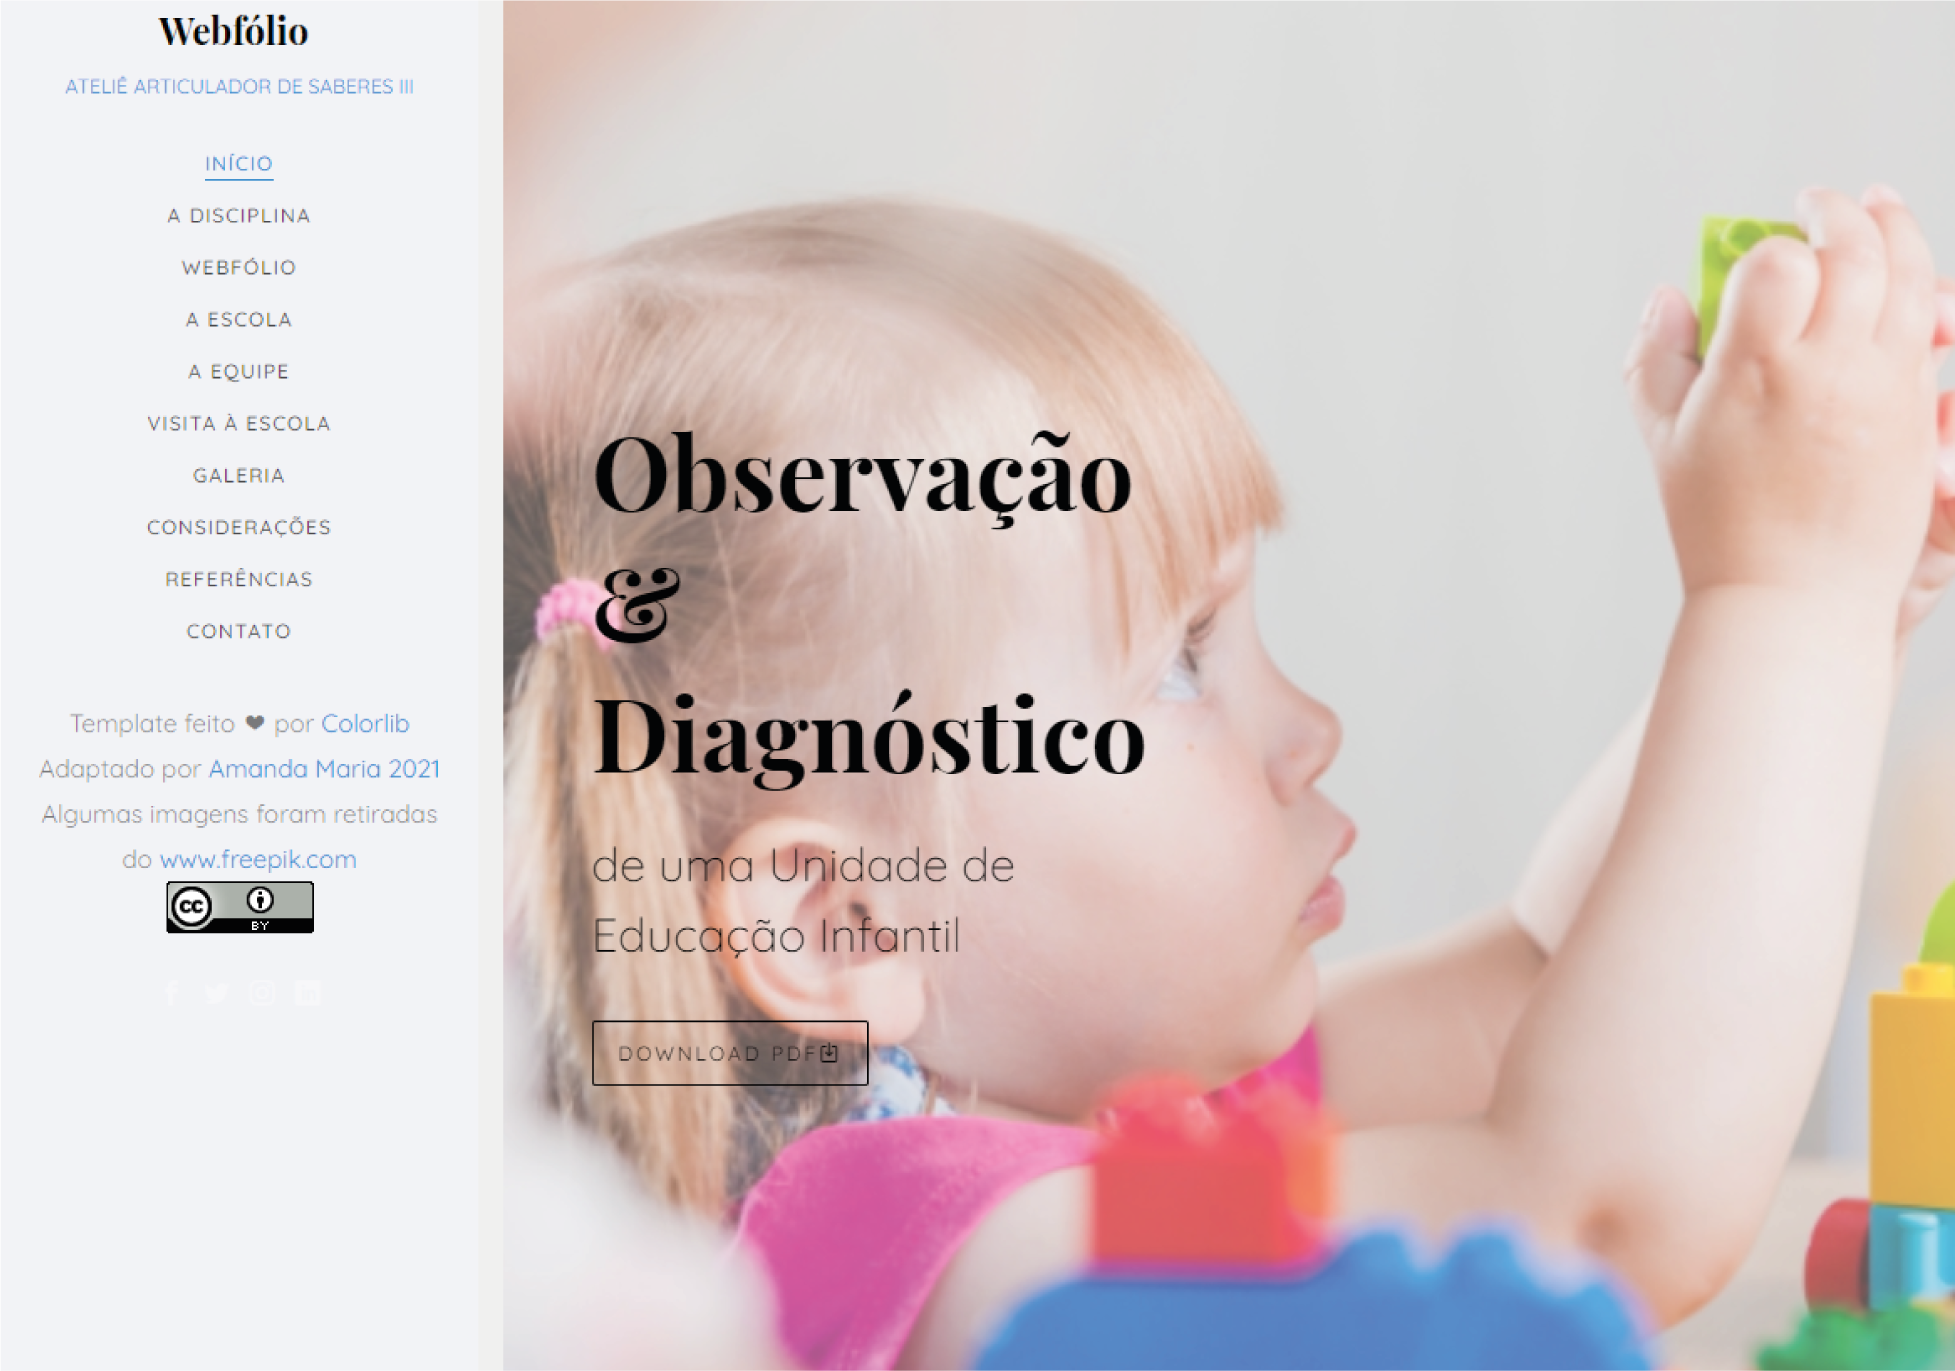 Webfólio
ATELIÊ ARTICULADOR DE SABERES III
INÍCIO
A DISCIPLINA
WEBFÓLIO
A ESCOLA
A EQUIPE
VISITA À ESCOLA
GALERIA
CONSIDERAÇÕES
REFERÊNCIAS
CONTATO
Template feito ❤ por Colorlib
Adaptado por Amanda Maria 2021
Algumas imagens foram retiradas
do www.freepik.com
cc
BY
Observação
&
Diagnóstico
de uma Unidade de
Educação Infantil
DOWNLOAD PDF